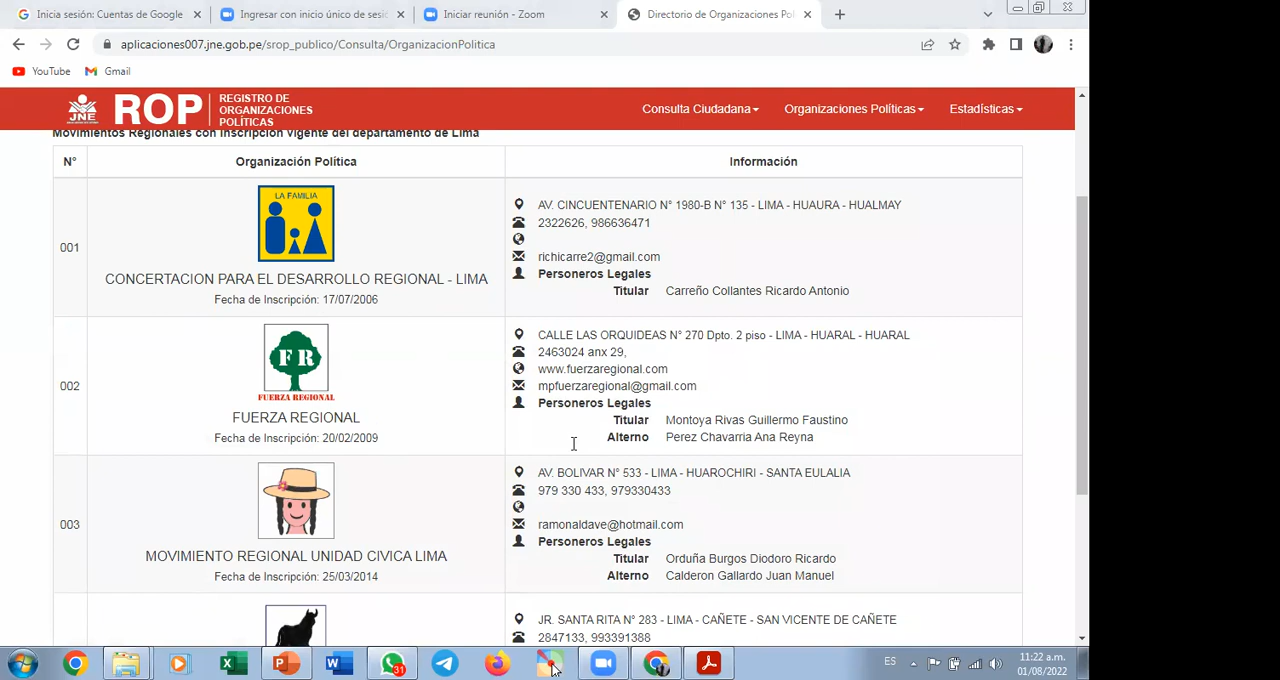 Inicia sesión: Cuentas de Google
Ingresar con inicio único de sesió
Iniciar reunión - Zoom
Directorio de Organizaciones Pol
aplicaciones007.jne.gob.pe/srop_publico/Consulta/OrganizacionPolitica
YouTube
Gmail
JNE
ROP
REGISTRO DE
ORGANIZACIONES
POLÍTICAS
Consulta Ciudadana
Organizaciones Políticas
Estadísticas
Movimientos Regionales con Inscripción Vigente del departamento de Lima
N°
Organización Política
Información
001
LA FAMILIA
CONCERTACION PARA EL DESARROLLO REGIONAL - LIMA
Fecha de Inscripción: 17/07/2006
AV. CINCUENTENARIO N° 1980-B N° 135 - LIMA - HUAURA - HUALMAY
2322626, 986636471
richicarre2@gmail.com
Personeros Legales
Titular Carreño Collantes Ricardo Antonio
002
F R
FUERZA REGIONAL
FUERZA REGIONAL
Fecha de Inscripción: 20/02/2009
CALLE LAS ORQUIDEAS N° 270 Dpto. 2 piso - LIMA - HUARAL - HUARAL
2463024 anx 29,
www.fuerzaregional.com
mpfuerzaregional@gmail.com
Personeros Legales
Titular Montoya Rivas Guillermo Faustino
Alterno Perez Chavarria Ana Reyna
003
MOVIMIENTO REGIONAL UNIDAD CIVICA LIMA
Fecha de Inscripción: 25/03/2014
AV. BOLIVAR N° 533 - LIMA - HUAROCHIRI - SANTA EULALIA
979 330 433, 979330433
ramonaldave@hotmail.com
Personeros Legales
Titular Orduña Burgos Diodoro Ricardo
Alterno Calderon Gallardo Juan Manuel
JR. SANTA RITA N° 283 - LIMA - CAÑETE - SAN VICENTE DE CAÑETE
2847133, 993391388
31
ES
11:22 a.m.
01/08/2022